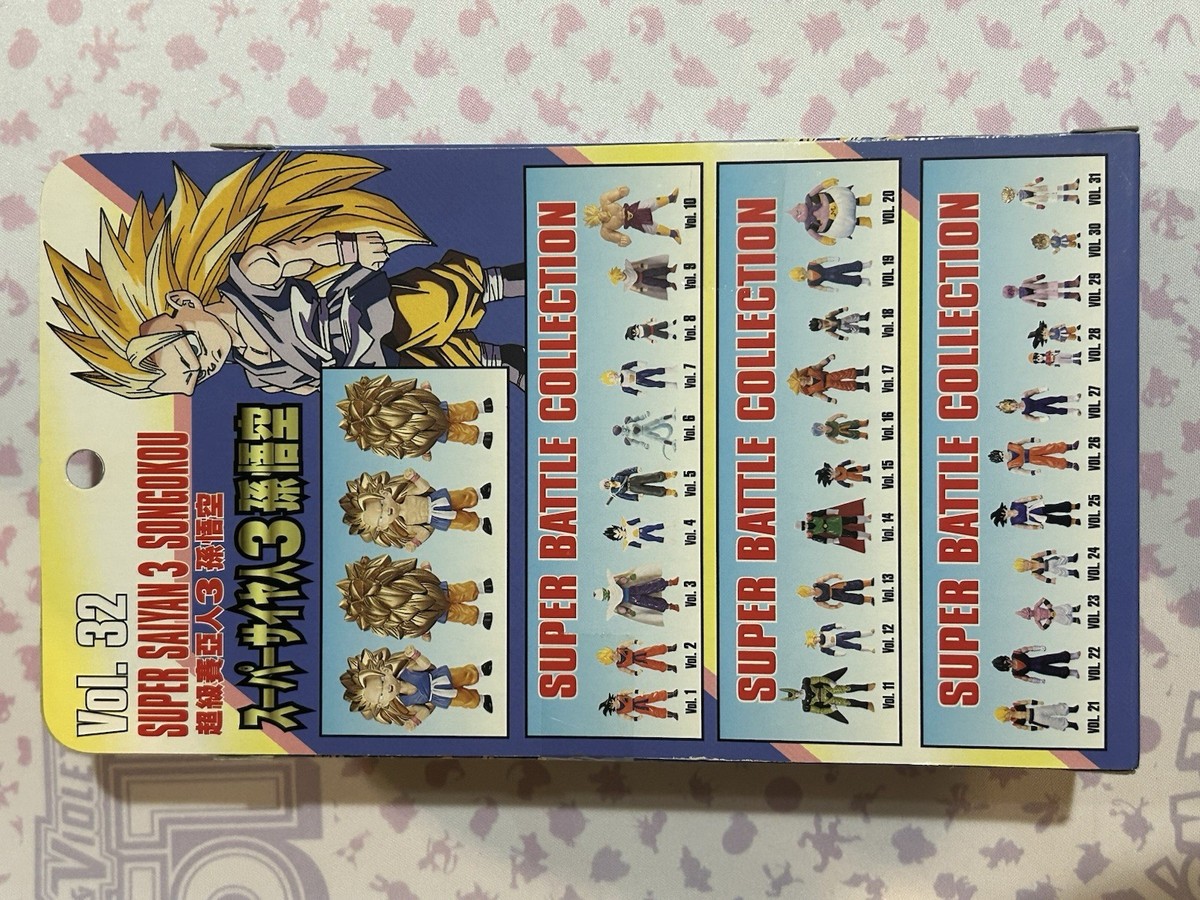 Vol. 32
SUPER SAIYAN 3 SONGOKOU
超級賽亞人3 孫悟空
スーパーサイヤ人3孫悟空
SUPER BATTLE COLLECTION
Vol. 1 Vol. 2 Vol. 3 Vol. 4 Vol. 5 Vol. 6 Vol. 7 Vol. 8 Vol. 9 Vol. 10
SUPER BATTLE COLLECTION
Vol. 11 Vol. 12 Vol. 13 Vol. 14 Vol. 15 Vol. 16 Vol. 17 Vol. 18 VOL. 19 VOL. 20
SUPER BATTLE COLLECTION
VOL. 21 VOL. 22 VOL. 23 VOL. 24 VOL. 25 VOL. 26 VOL. 27 VOL. 28 VOL. 29 VOL. 30 VOL. 31
& VIOLE
151